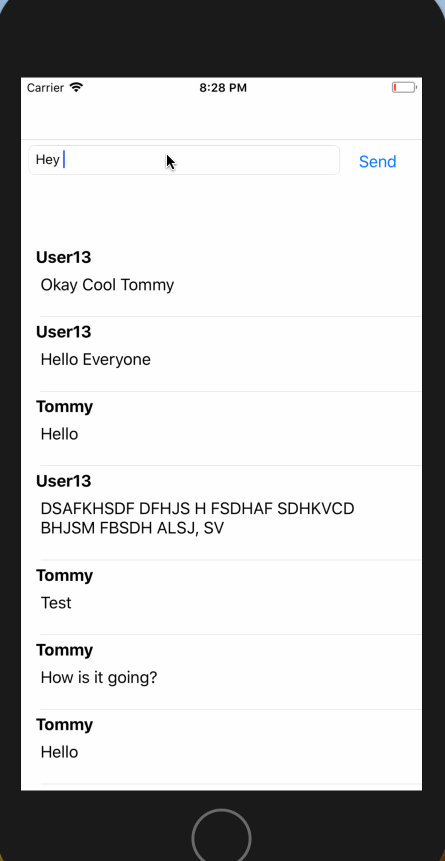 Carrier 8:28 PM
Hey
Send
User13
Okay Cool Tommy
User13
Hello Everyone
Tommy
Hello
User13
DSAFKHSDF DFHJS H FSDHAF SDHKVCD
BHJSM FBSDH ALSJ, SV
Tommy
Test
Tommy
How is it going?
Tommy
Hello